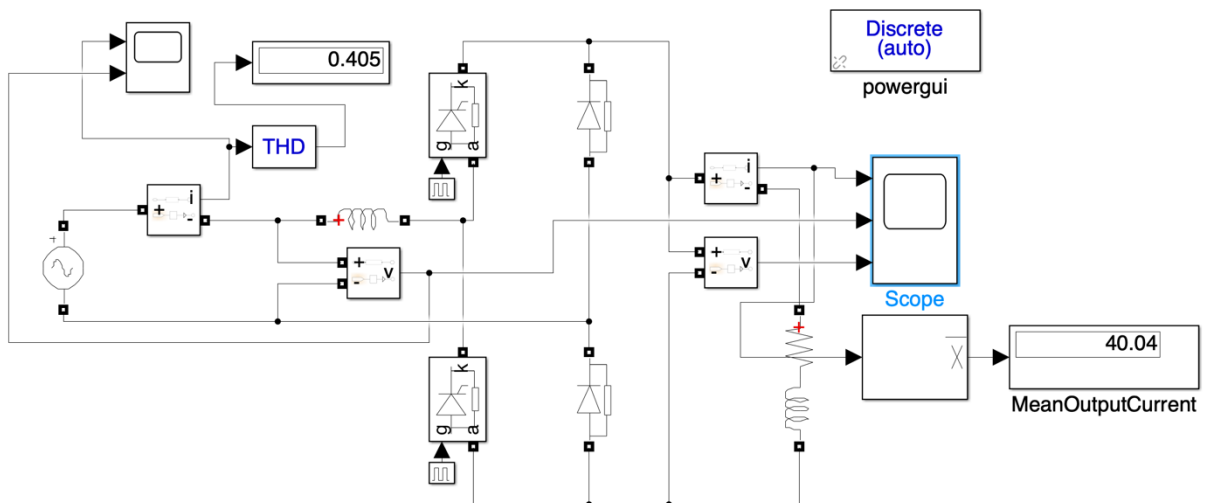 0.405
Discrete
(auto)
powergui
k
g a
THD
i
+
-
+
+
v
-
+
i
-
+
v
-
Scope
+
k
g a
x
40.04
MeanOutputCurrent